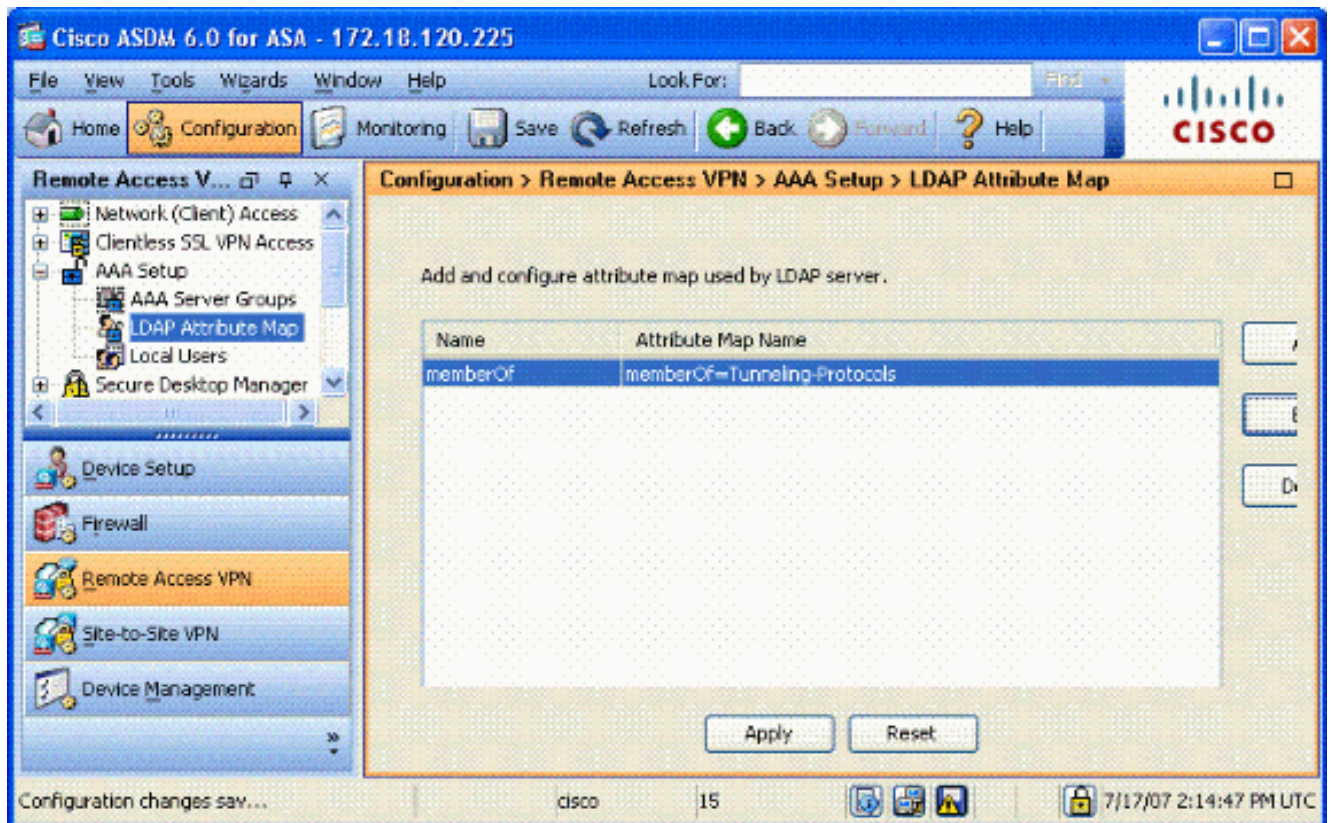 Cisco ASDM 6.0 for ASA - 172.18.120.225
File View Tools Wizards Window Help Look For: Find
Home Configuration Monitoring Save Refresh Back Forward Help
CISCO
Remote Access V...
Configuration > Remote Access VPN > AAA Setup > LDAP Attribute Map
Network (Client) Access
Clientless SSL VPN Access
AAA Setup
AAA Server Groups
LDAP Attribute Map
Local Users
Secure Desktop Manager
Add and configure attribute map used by LDAP server.
Name Attribute Map Name
memberOf memberOf=Tunneling-Protocols
Device Setup
Firewall
Remote Access VPN
Site-to-Site VPN
Device Management
Apply Reset
Configuration changes sav... cisco 15 7/17/07 2:14:47 PM UTC